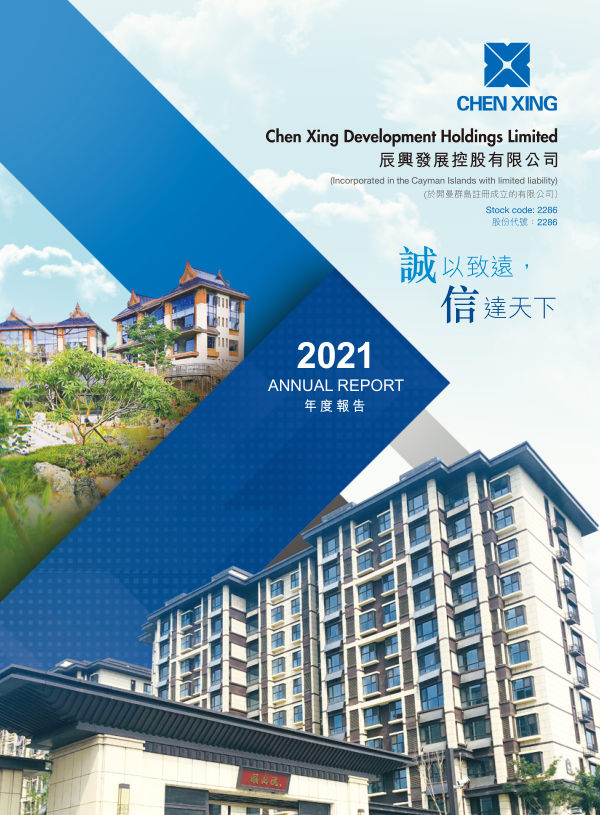 CHEN XING
Chen Xing Development Holdings Limited
辰興發展控股有限公司
(Incorporated in the Cayman Islands with limited liability)
(於開曼群島註冊成立的有限公司)
Stock code: 2286
股份代號：2286
誠以致遠，
信達天下
2021
ANNUAL REPORT
年度報告